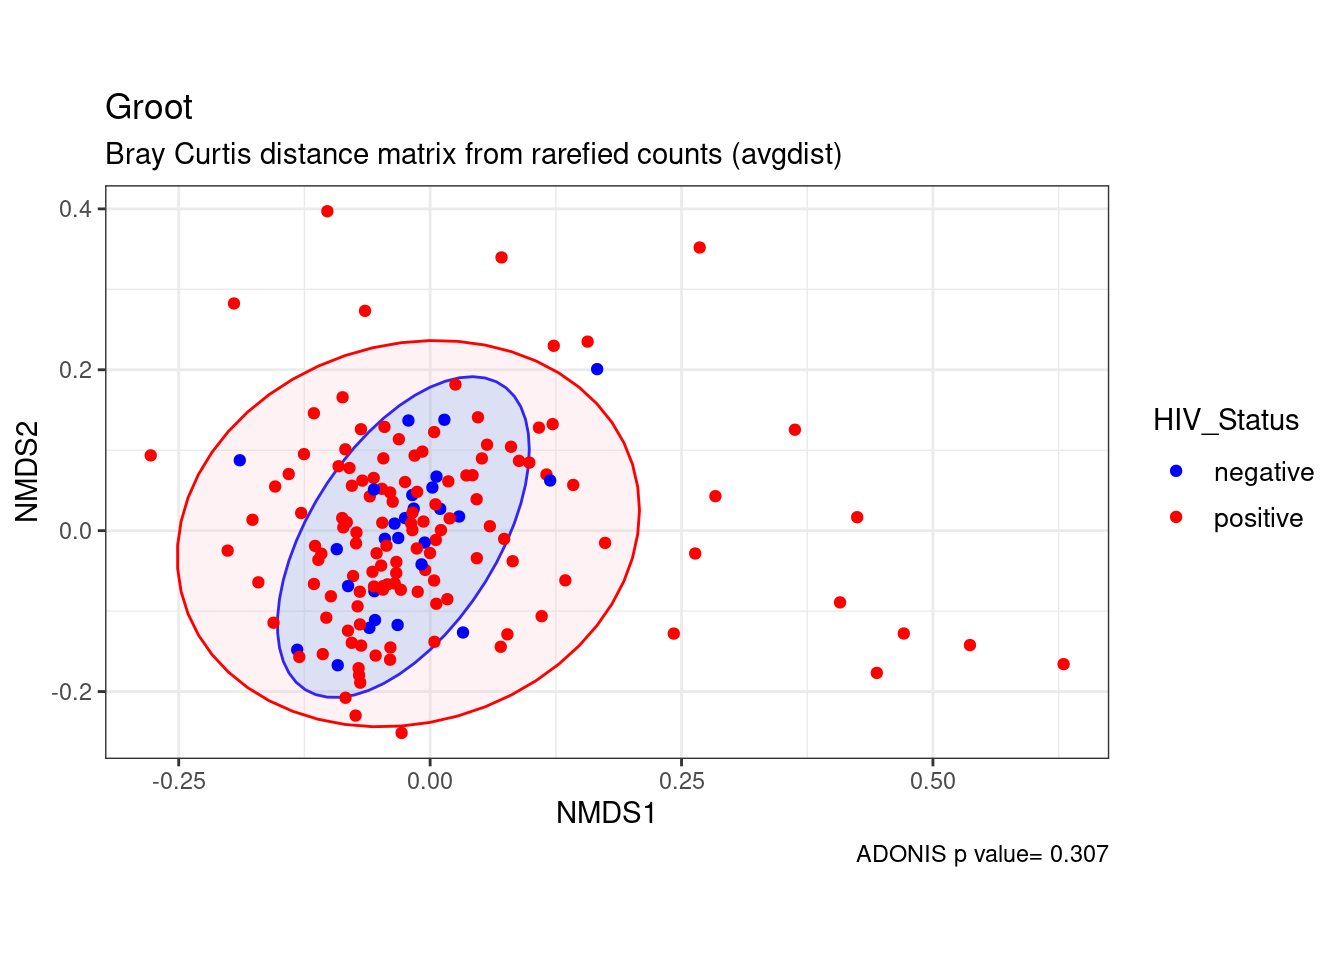 Groot
Bray Curtis distance matrix from rarefied counts (avgdist)
0.4
0.2
0.0
-0.2
NMDS2
-0.25 0.00 0.25 0.50
NMDS1
HIV_Status
negative
positive
ADONIS p value= 0.307